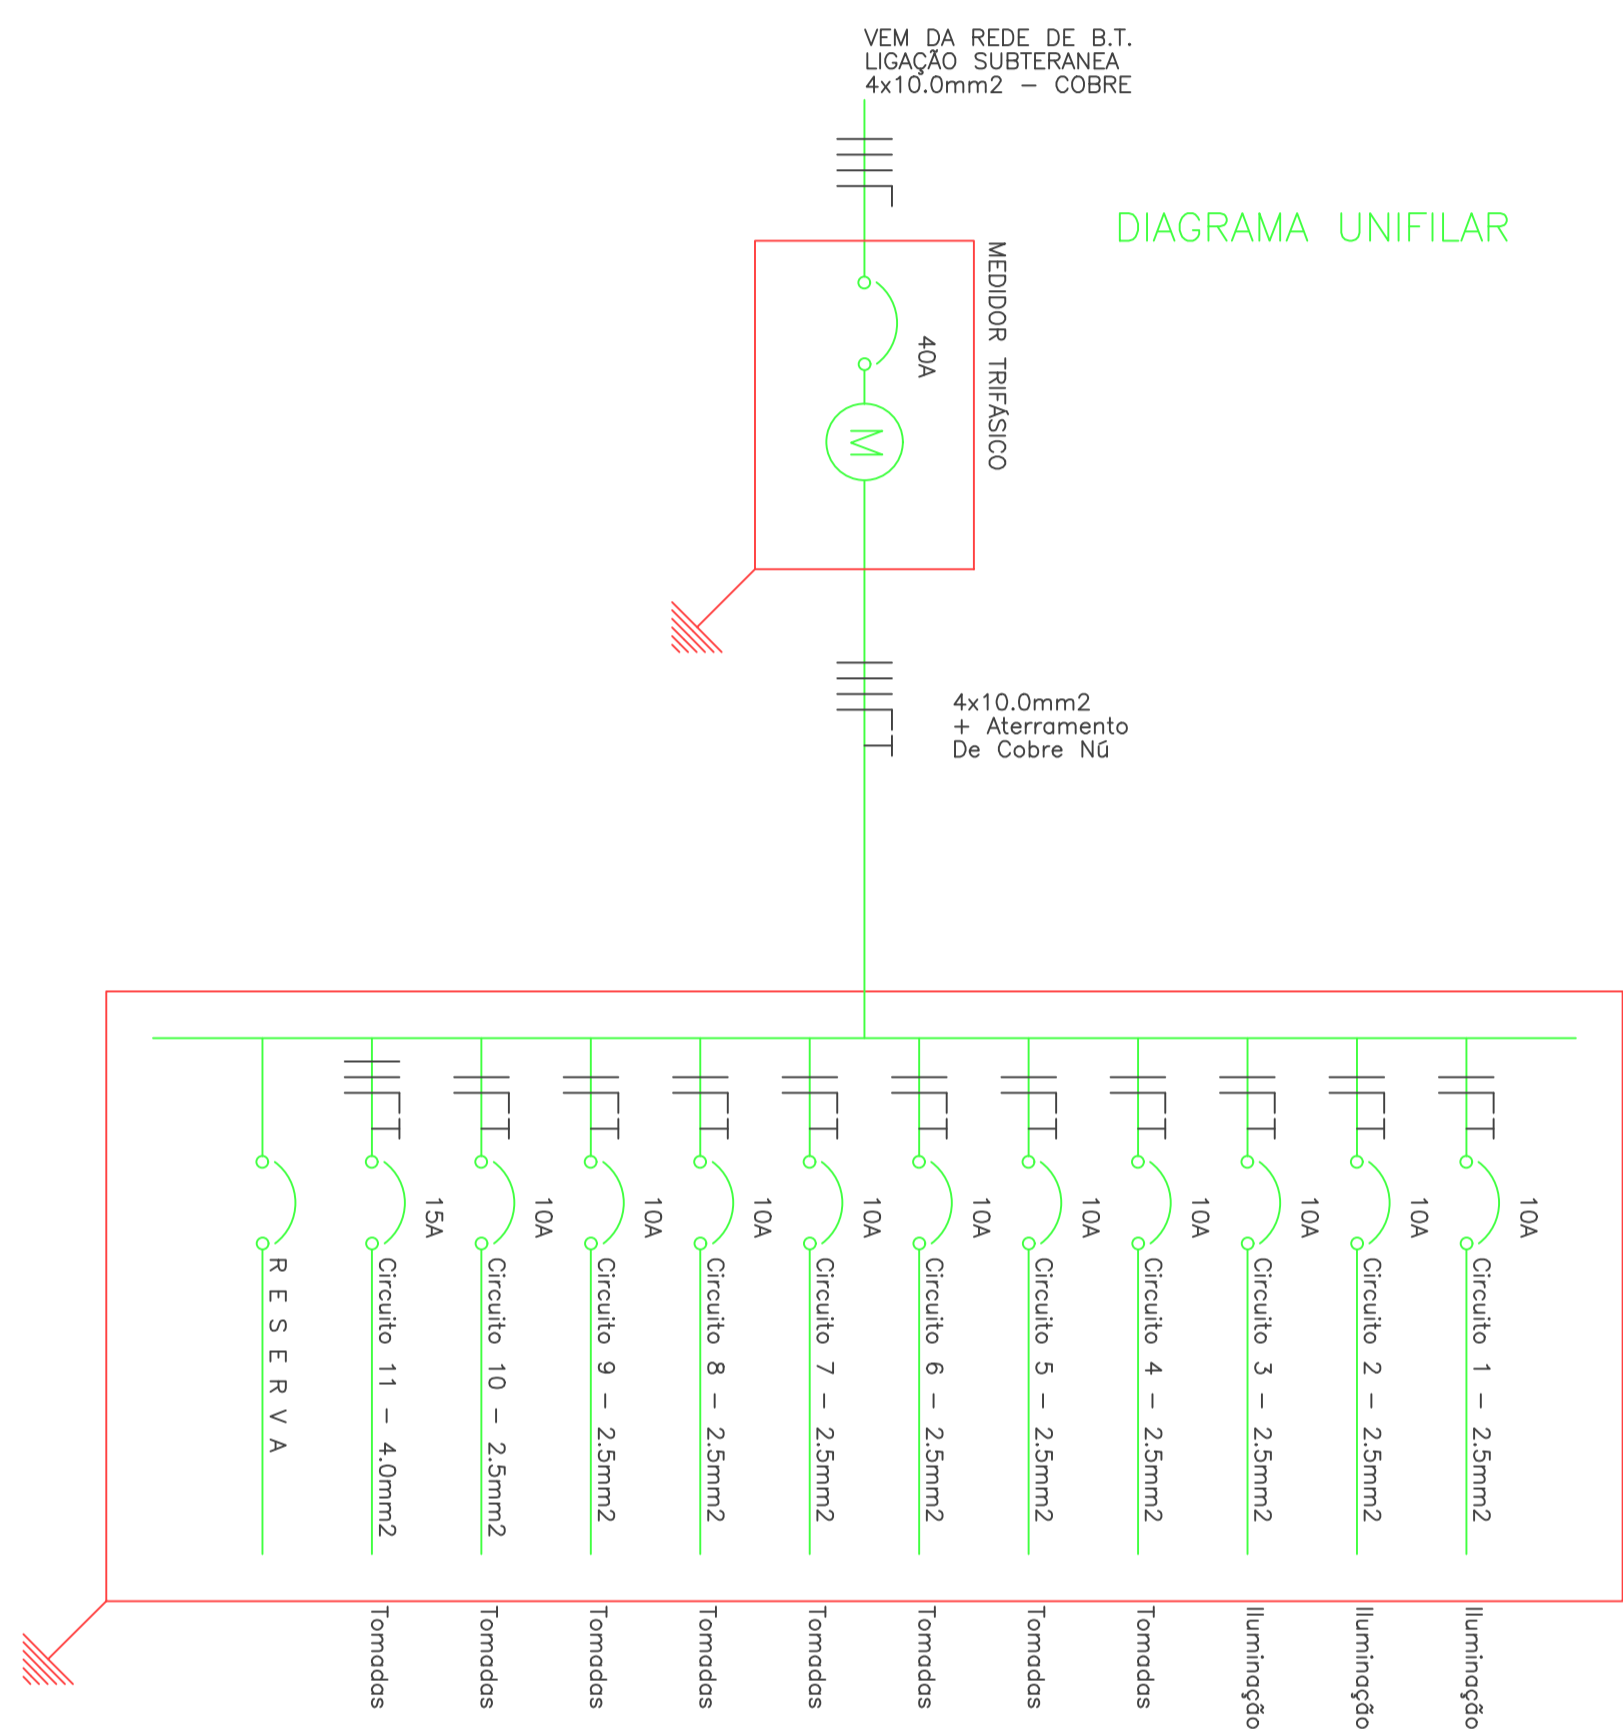 VEM DA REDE DE B.T.
LIGAÇÃO SUBTERANEA
4x10.0mm2 - COBRE
DIAGRAMA UNIFILAR
MEDIDOR TRIFÁSICO
40A
M
4x10.0mm2
+ Aterramento
De Cobre Nú
10A
Circuito 1 - 2.5mm2
Iluminação
10A
Circuito 2 - 2.5mm2
Iluminação
10A
Circuito 3 - 2.5mm2
Iluminação
10A
Circuito 4 - 2.5mm2
Tomadas
10A
Circuito 5 - 2.5mm2
Tomadas
10A
Circuito 6 - 2.5mm2
Tomadas
10A
Circuito 7 - 2.5mm2
Tomadas
10A
Circuito 8 - 2.5mm2
Tomadas
10A
Circuito 9 - 2.5mm2
Tomadas
10A
Circuito 10 - 2.5mm2
Tomadas
15A
Circuito 11 - 4.0mm2
Tomadas
R E S E R V A